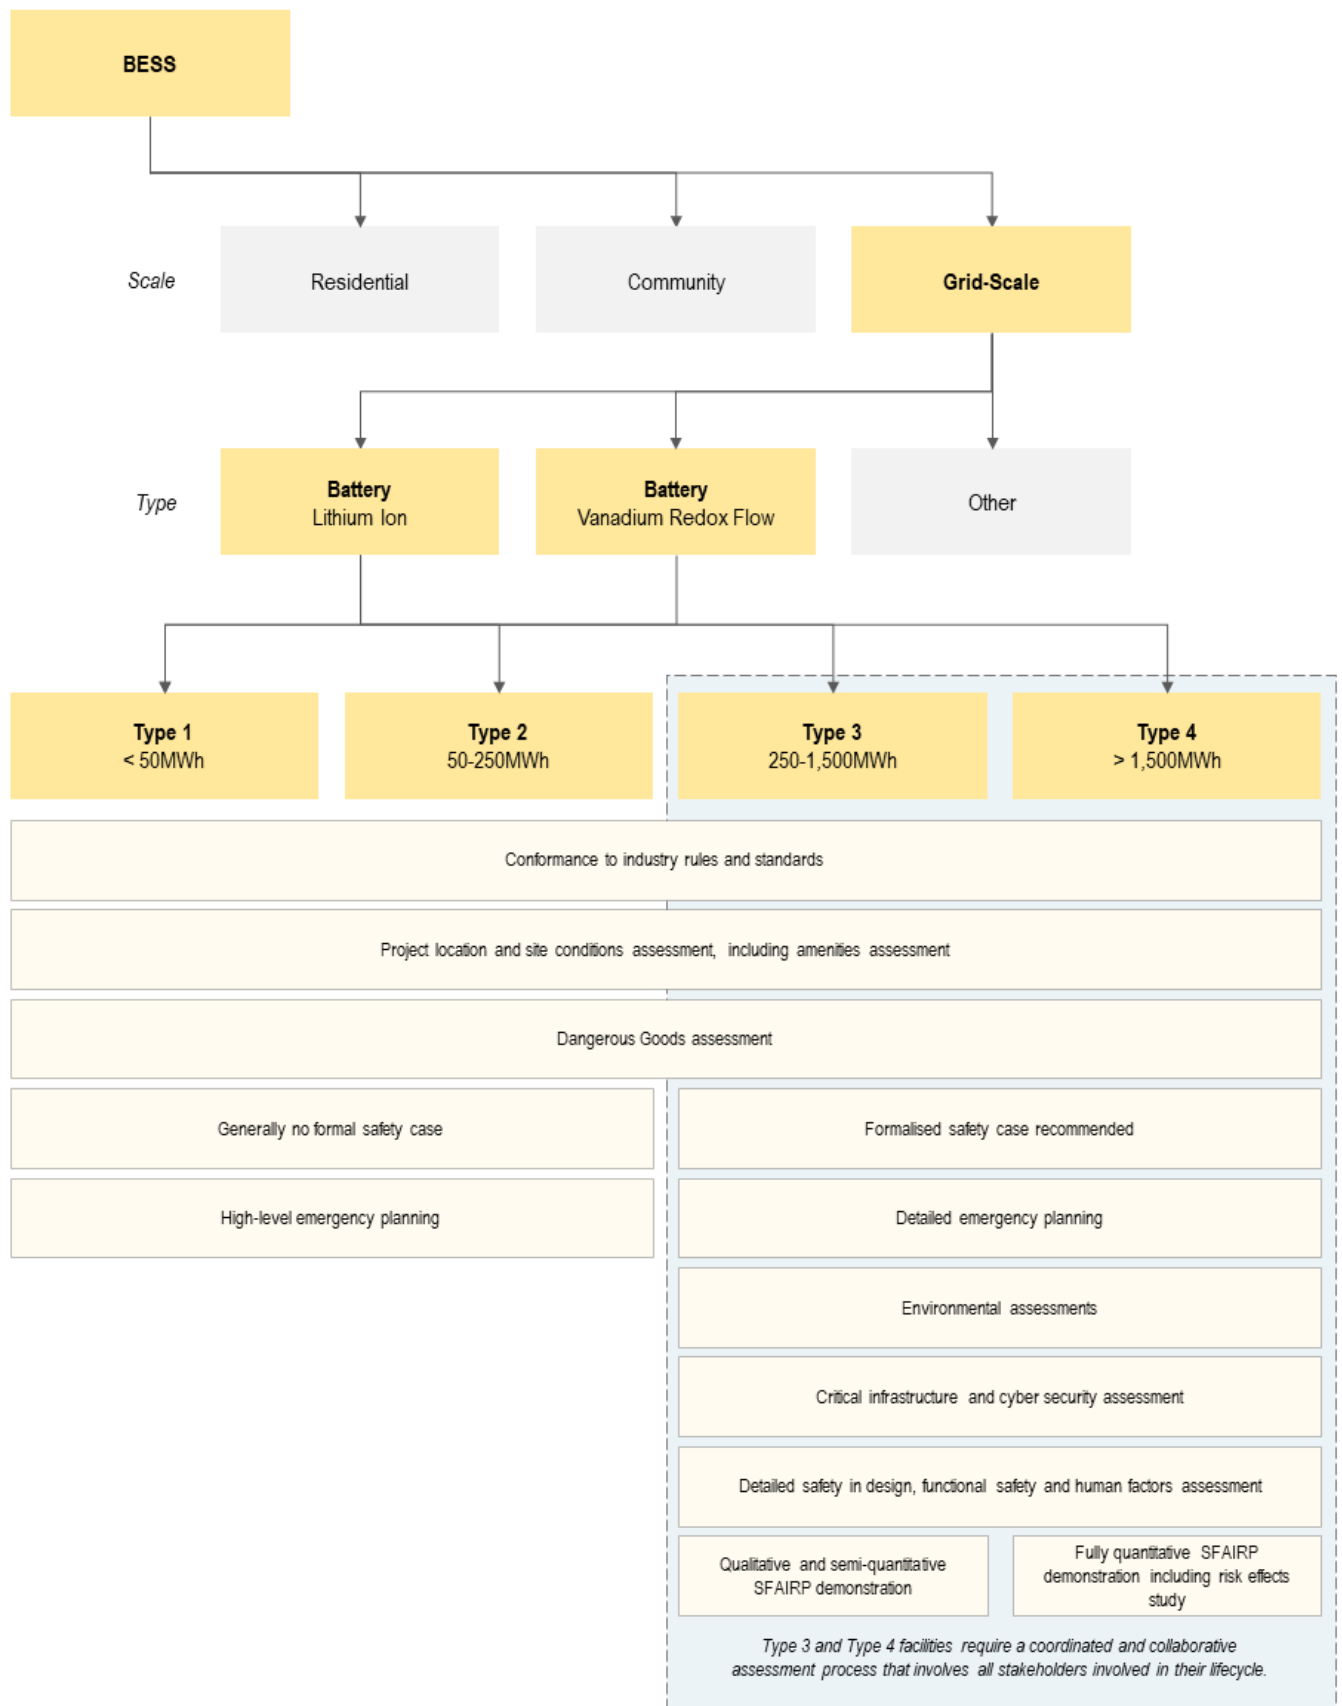 BESS
Scale
Residential
Community
Grid-Scale
Type
Battery
Lithium Ion
Battery
Vanadium Redox Flow
Other
Type 1
< 50MWh
Type 2
50-250MWh
Type 3
250-1,500MWh
Type 4
> 1,500MWh
Conformance to industry rules and standards
Project location and site conditions assessment, including amenities assessment
Dangerous Goods assessment
Generally no formal safety case
Formalised safety case recommended
High-level emergency planning
Detailed emergency planning
Environmental assessments
Critical infrastructure and cyber security assessment
Detailed safety in design, functional safety and human factors assessment
Qualitative and semi-quantitative
SFAIRP demonstration
Fully quantitative SFAIRP
demonstration including risk effects
study
Type 3 and Type 4 facilities require a coordinated and collaborative
assessment process that involves all stakeholders involved in their lifecycle.